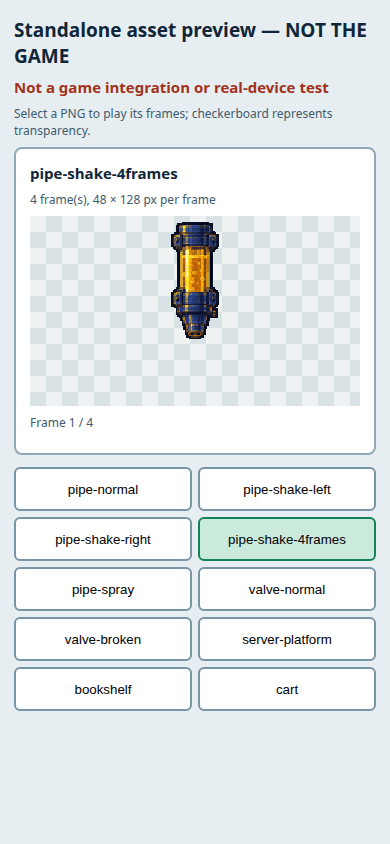 Standalone asset preview — NOT THE
GAME
Not a game integration or real-device test
Select a PNG to play its frames; checkerboard represents
transparency.
pipe-shake-4frames
4 frame(s), 48 × 128 px per frame
Frame 1 / 4
pipe-normal
pipe-shake-left
pipe-shake-right
pipe-shake-4frames
pipe-spray
valve-normal
valve-broken
server-platform
bookshelf
cart